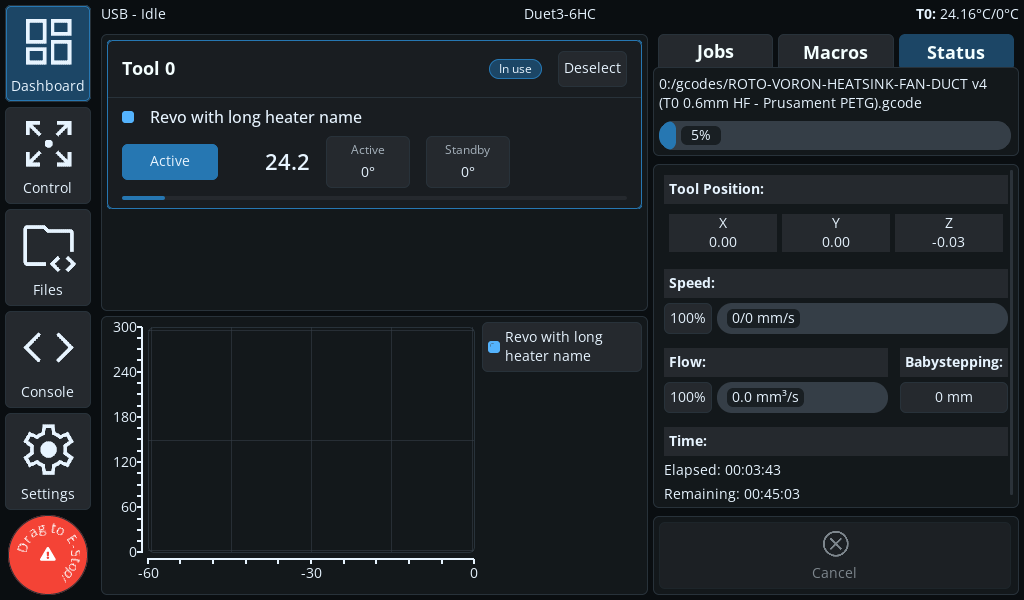 USB - Idle
Duet3-6HC
T0: 24.16°C/0°C
Dashboard
Control
Files
Console
Settings
Drag to E-Stop!
Tool 0
In use
Deselect
Revo with long heater name
Active
24.2
Active
0°
Standby
0°
300
240
180
120
60
0
-60
-30
0
Revo with long
heater name
Jobs
Macros
Status
0:/gcodes/ROTO-VORON-HEATSINK-FAN-DUCT v4
(T0 0.6mm HF - Prusament PETG).gcode
5%
Tool Position:
X
0.00
Y
0.00
Z
-0.03
Speed:
100%
0/0 mm/s
Flow:
100%
0.0 mm³/s
Babystepping:
0 mm
Time:
Elapsed: 00:03:43
Remaining: 00:45:03
Cancel